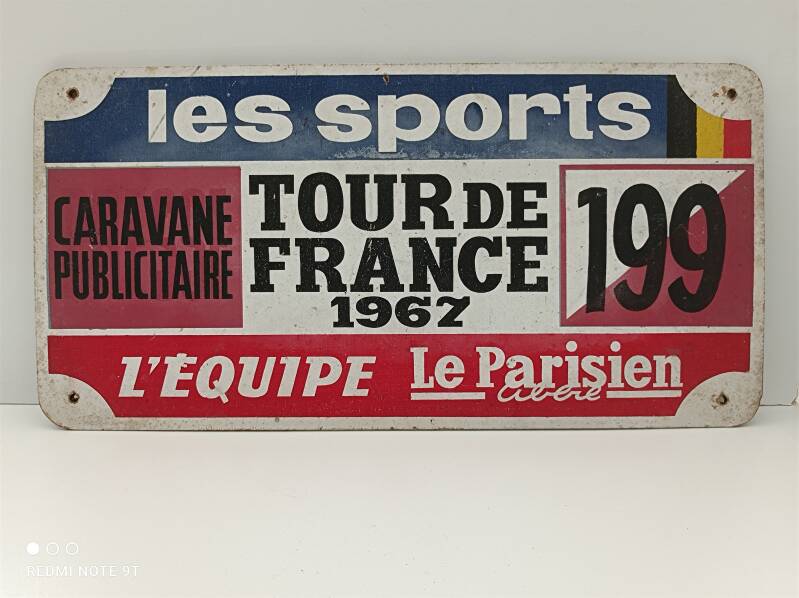 les sports
CARAVANE
PUBLICITAIRE
TOUR DE
FRANCE
1967
199
L'ÉQUIPE
Le Parisien
libéré
REDMI NOTE 9T